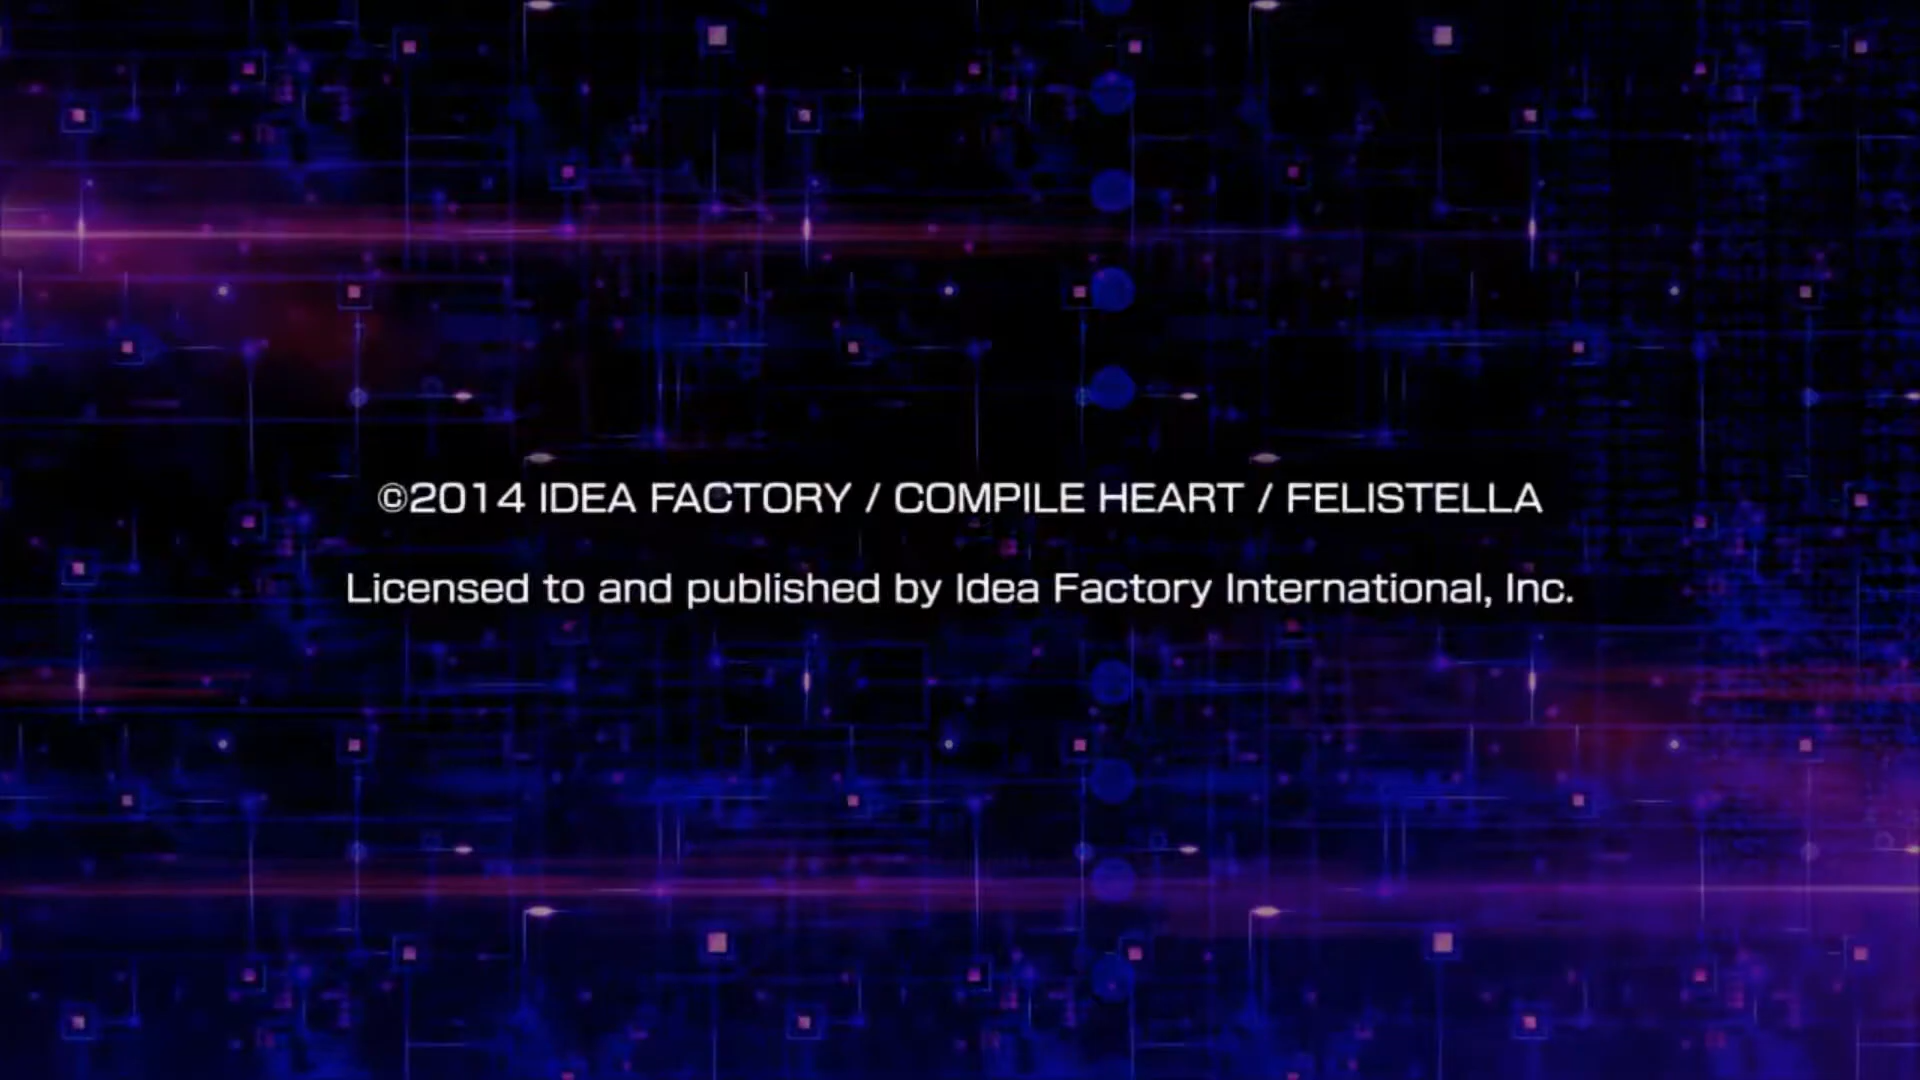 ©2014 IDEA FACTORY / COMPILE HEART / FELISTELLA
Licensed to and published by Idea Factory International, Inc.